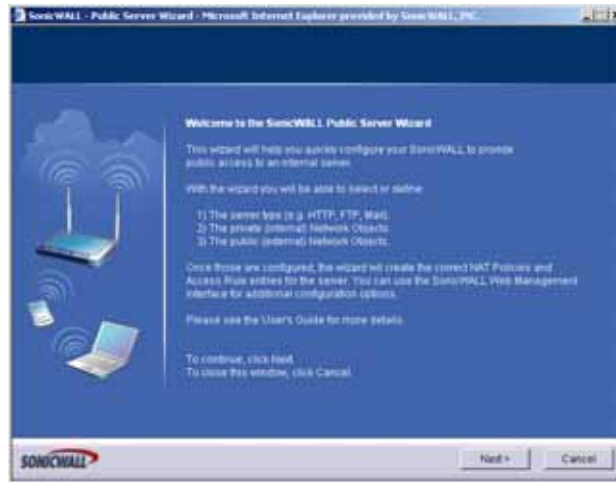 SonicWALL - Public Server Wizard - Microsoft Internet Explorer provided by SonicWALL, INC.
Welcome to the SonicWALL Public Server Wizard
This wizard will help you quickly configure your SonicWALL to provide
public access to an internal server.
With the wizard you will be able to select or define:
1) The server type (e.g. HTTP, FTP, Mail).
2) The private (internal) Network Objects.
3) The public (external) Network Objects.
Once those are configured, the wizard will create the correct NAT Policies and
Access Rule entries for the server. You can use the SonicWALL Web Management
Interface for additional configuration options.
Please see the User's Guide for more details.
To continue, click Next.
To close this window, click Cancel.
SONICWALL
Next >
Cancel